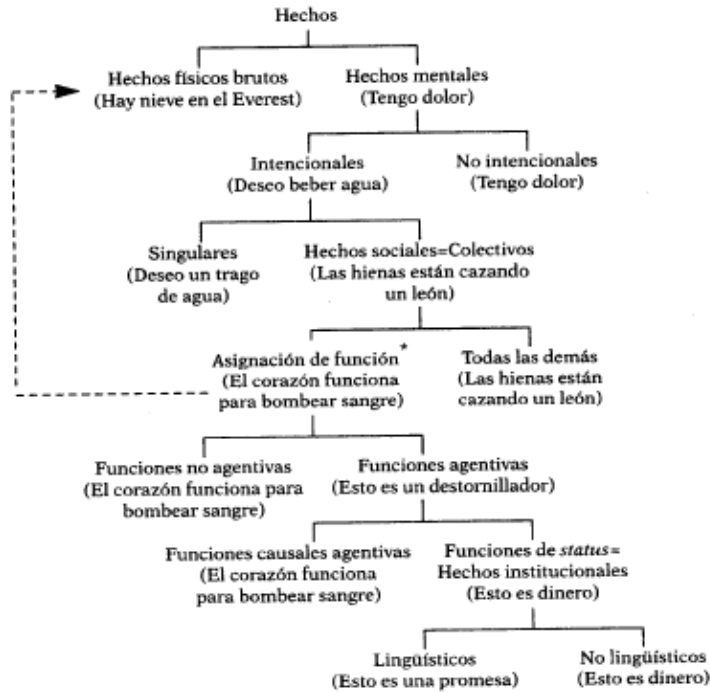 Hechos
Hechos físicos brutos
(Hay nieve en el Everest)
Hechos mentales
(Tengo dolor)
Intencionales
(Deseo beber agua)
No intencionales
(Tengo dolor)
Singulares
(Deseo un trago
de agua)
Hechos sociales=Colectivos
(Las hienas están cazando
un león)
Asignación de función*
(El corazón funciona
para bombear sangre)
Todas las demás
(Las hienas están
cazando un león)
Funciones no agentivas
(El corazón funciona para
bombear sangre)
Funciones agentivas
(Esto es un destornillador)
Funciones causales agentivas
(El corazón funciona
para bombear sangre)
Funciones de status=
Hechos institucionales
(Esto es dinero)
Lingüísticos
(Esto es una promesa)
No lingüísticos
(Esto es dinero)